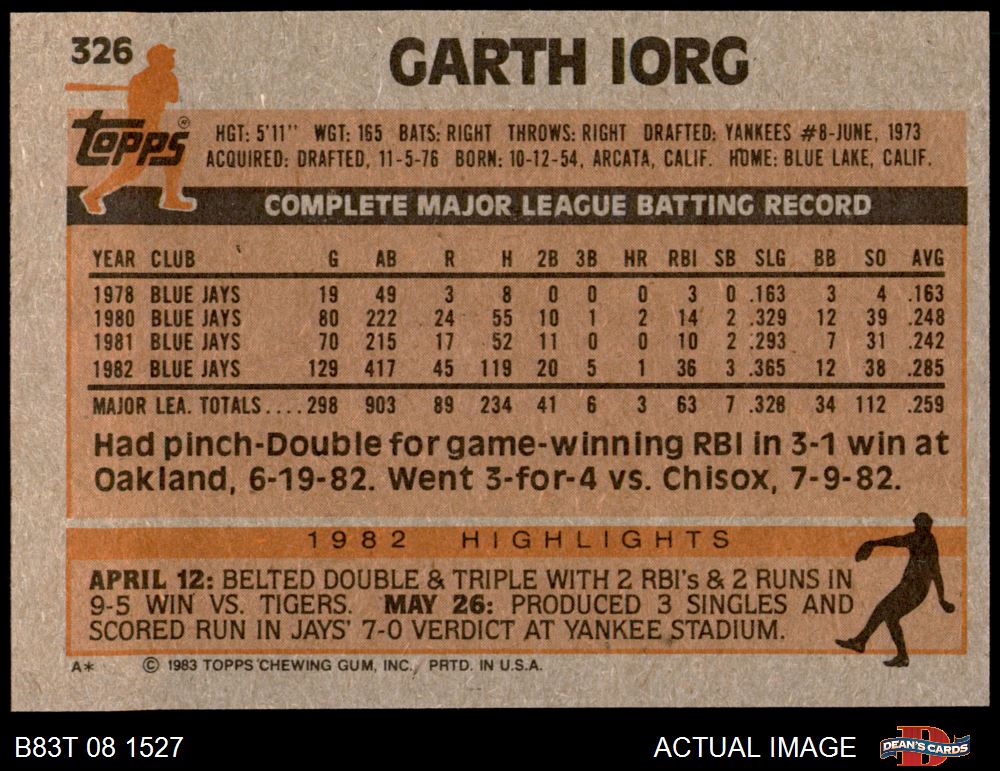 326
GARTH IORG
Topps®
HGT: 5'11" WGT: 165 BATS: RIGHT THROWS: RIGHT DRAFTED: YANKEES #8-JUNE, 1973
ACQUIRED: DRAFTED, 11-5-76 BORN: 10-12-54, ARCATA, CALIF. HOME: BLUE LAKE, CALIF.
COMPLETE MAJOR LEAGUE BATTING RECORD
YEAR CLUB G AB R H 2B 3B HR RBI SB SLG BB SO AVG
1978 BLUE JAYS 19 49 3 8 0 0 0 3 0 .163 3 4 .163
1980 BLUE JAYS 80 222 24 55 10 1 2 14 2 .329 12 39 .248
1981 BLUE JAYS 70 215 17 52 11 0 0 10 2 .293 7 31 .242
1982 BLUE JAYS 129 417 45 119 20 5 1 36 3 .365 12 38 .285
MAJOR LEA. TOTALS....298 903 89 234 41 6 3 63 7 .328 34 112 .259
Had pinch-Double for game-winning RBI in 3-1 win at
Oakland, 6-19-82. Went 3-for-4 vs. Chisox, 7-9-82.
1982 HIGHLIGHTS
APRIL 12: BELTED DOUBLE & TRIPLE WITH 2 RBI's & 2 RUNS IN
9-5 WIN VS. TIGERS. MAY 26: PRODUCED 3 SINGLES AND
SCORED RUN IN JAYS' 7-0 VERDICT AT YANKEE STADIUM.
A* © 1983 TOPPS CHEWING GUM, INC., PRTD. IN U.S.A.
B83T 08 1527 ACTUAL IMAGE DEAN'S CARDS